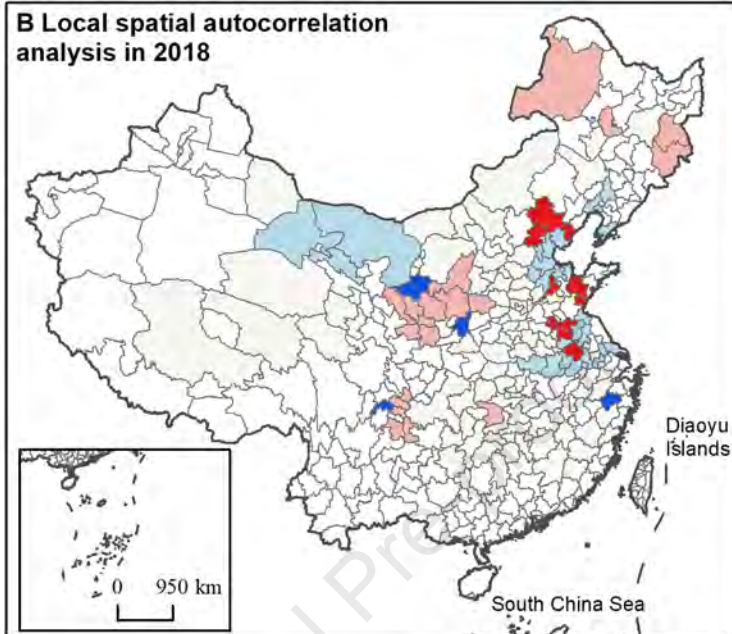 B Local spatial autocorrelation
analysis in 2018
Diaoyu
Islands
0 950 km
South China Sea